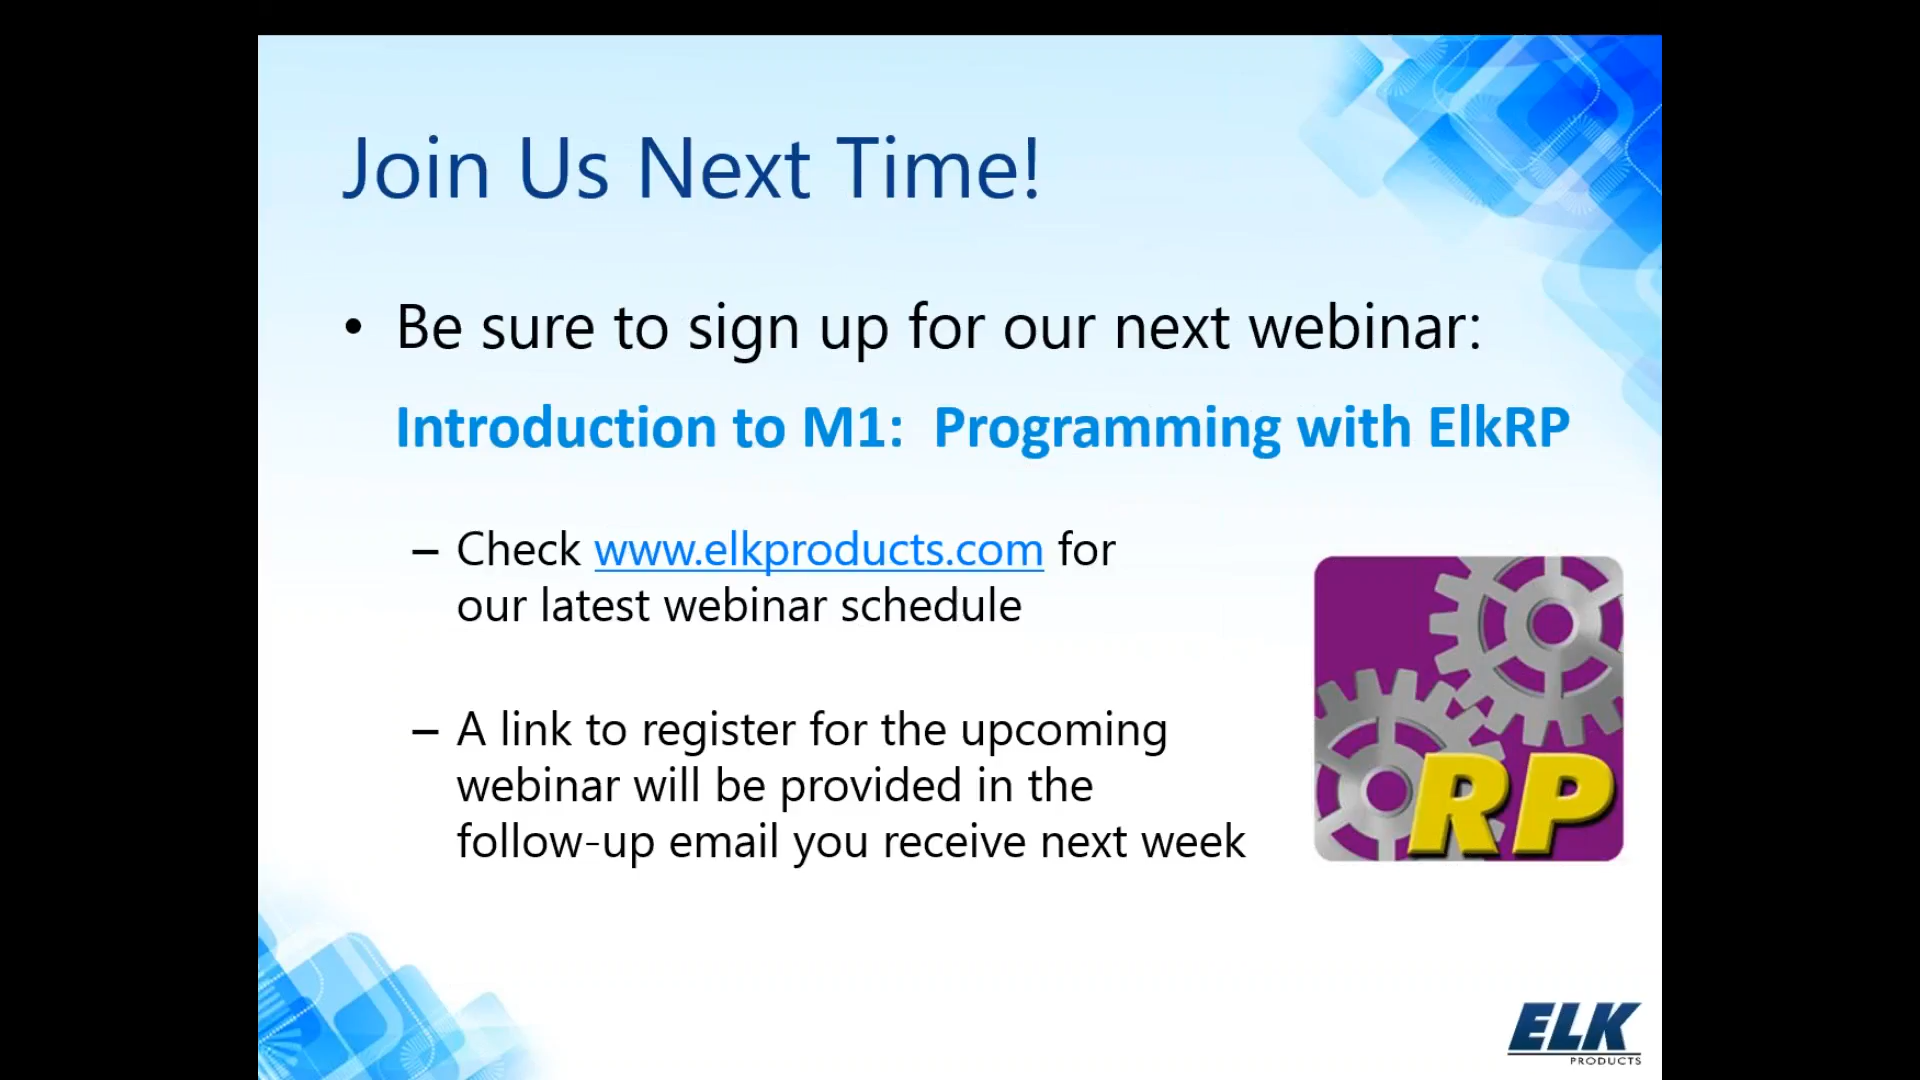 Join Us Next Time!
• Be sure to sign up for our next webinar:
Introduction to M1:  Programming with ElkRP
– Check www.elkproducts.com for
our latest webinar schedule
– A link to register for the upcoming
webinar will be provided in the
follow-up email you receive next week
RP
ELK
PRODUCTS